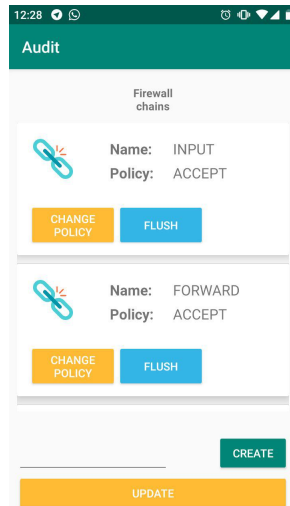 12:28
Audit
Firewall
chains
Name: INPUT
Policy: ACCEPT
CHANGE
POLICY
FLUSH
Name: FORWARD
Policy: ACCEPT
CHANGE
POLICY
FLUSH
CREATE
UPDATE